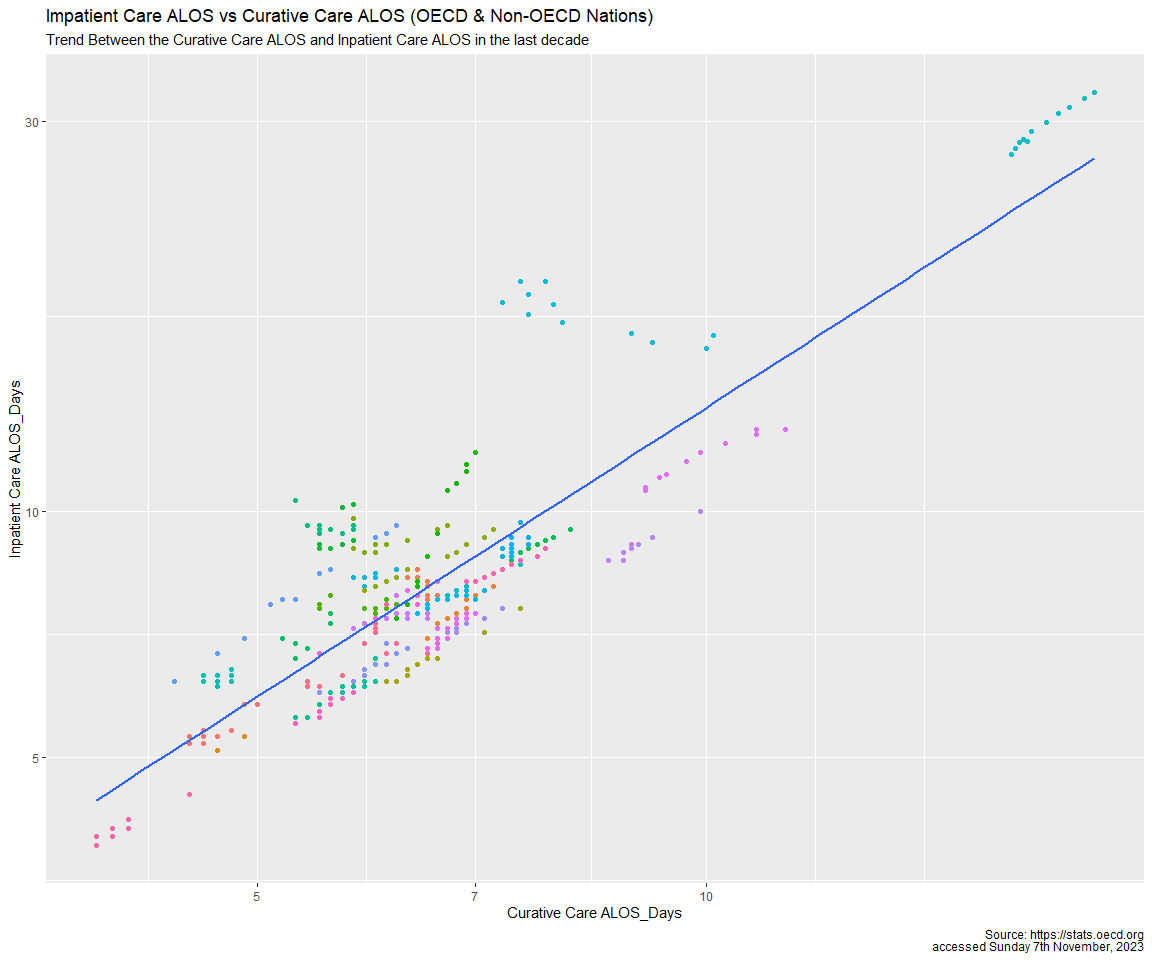 Inpatient Care ALOS vs Curative Care ALOS (OECD & Non-OECD Nations)
Trend Between the Curative Care ALOS and Inpatient Care ALOS in the last decade
Inpatient Care ALOS_Days
30
10
5
5
7
10
Curative Care ALOS_Days
Source: https://stats.oecd.org
accessed Sunday 7th November, 2023